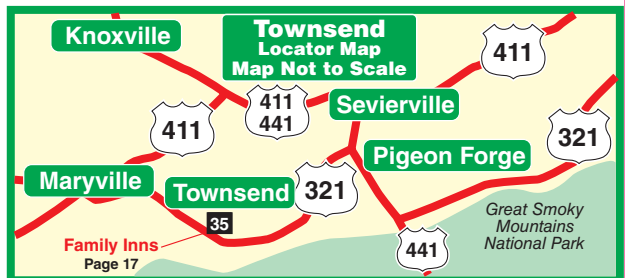 Knoxville
Townsend
Locator Map
Map Not to Scale
411
411
441
Sevierville
411
321
Pigeon Forge
Maryville
Townsend
321
35
Family Inns
Page 17
Great Smoky
Mountains
National Park
441